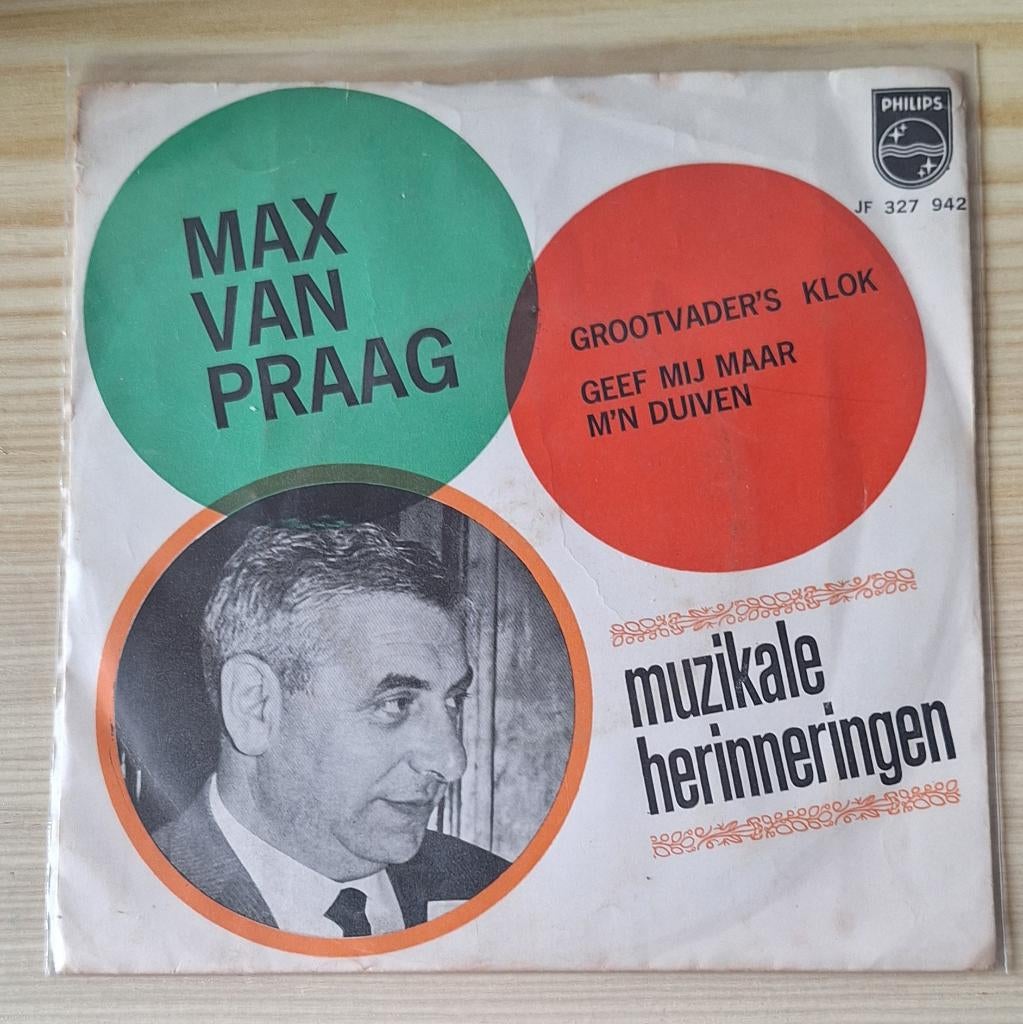 MAX
VAN
PRAAG
PHILIPS
JF 327 942
GROOTVADER'S KLOK
GEEF MIJ MAAR
M'N DUIVEN
muzikale
herinneringen